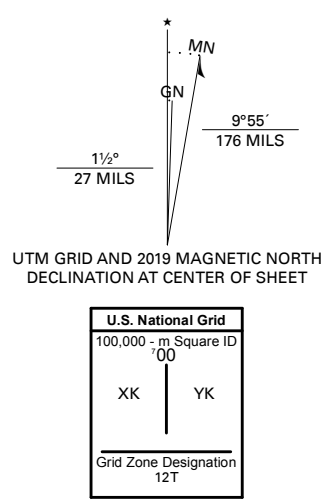 ★
MN
GN
9°55´
176 MILS
1½°
27 MILS
UTM GRID AND 2019 MAGNETIC NORTH
DECLINATION AT CENTER OF SHEET
U.S. National Grid
100,000 - m Square ID
⁷00
XK YK
Grid Zone Designation
12T